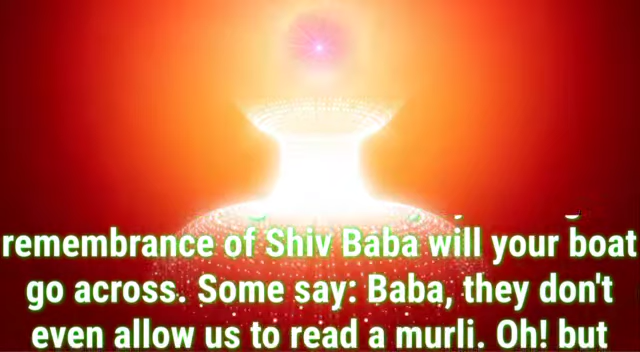 remembrance of Shiv Baba will your boat
go across. Some say: Baba, they don't
even allow us to read a murli. Oh! but